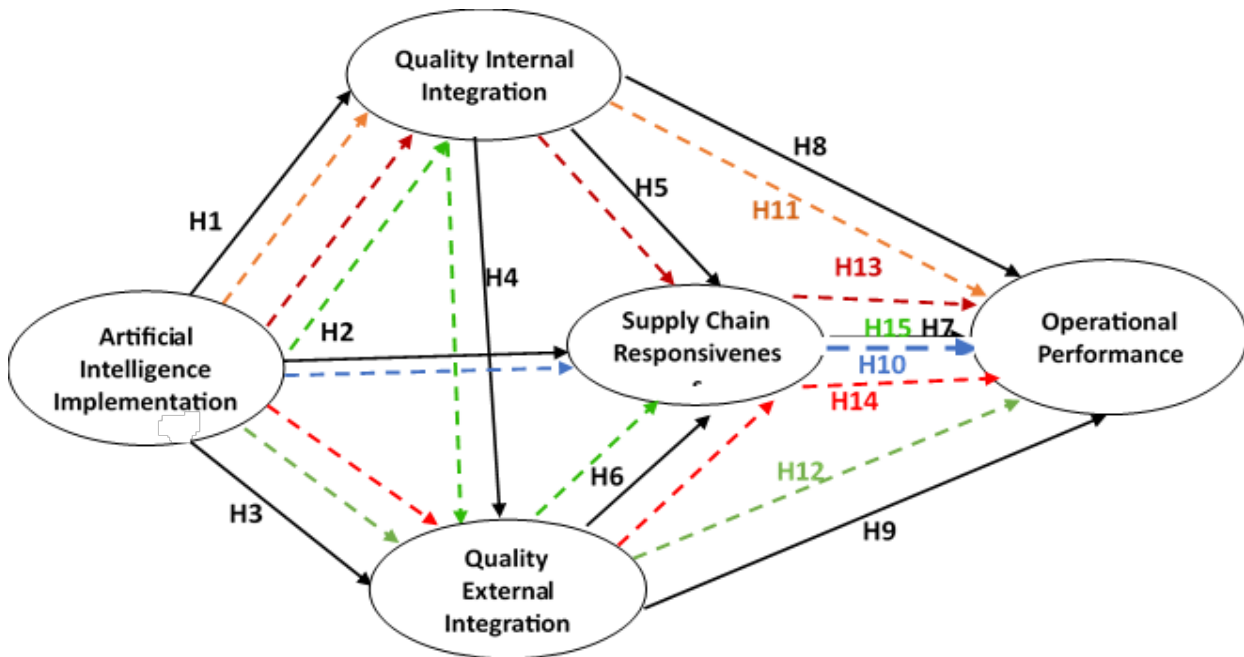 Quality Internal
Integration
H8
H1
H5
H11
H4
H13
Artificial
Intelligence
Implementation
H2
Supply Chain
Responsivenes
H15
H7
H10
H14
Operational
Performance
H6
H12
H3
H9
Quality
External
Integration